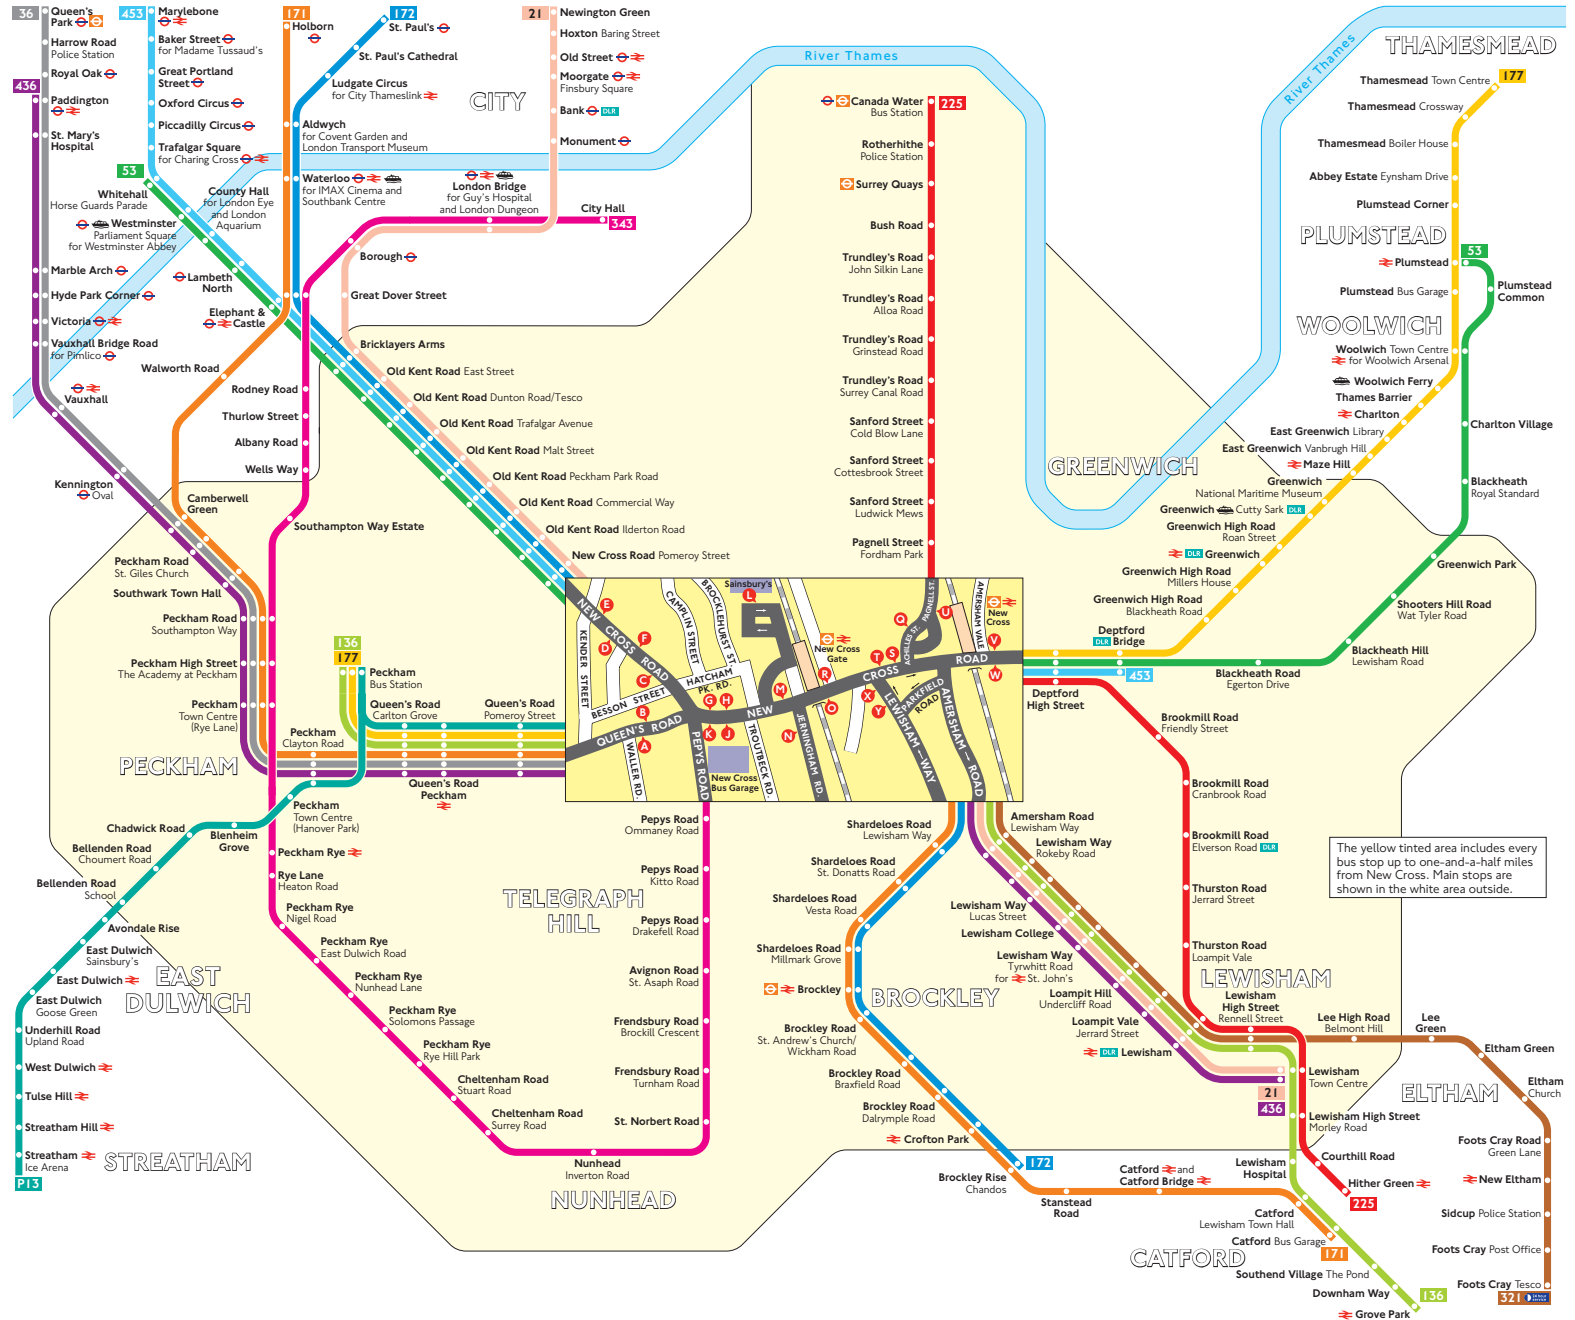 36
Queen's
Park
Harrow Road
Police Station
Royal Oak
436
Paddington
St. Mary's
Hospital
Marble Arch
Hyde Park Corner
Victoria
Vauxhall Bridge Road
for Pimlico
Vauxhall
Kennington
Oval
453
Marylebone
Baker Street
for Madame Tussaud's
Great Portland
Street
Oxford Circus
Piccadilly Circus
Trafalgar Square
for Charing Cross
53
Whitehall
Horse Guards Parade
Westminster
Parliament Square
for Westminster Abbey
County Hall
for London Eye
and London
Aquarium
Lambeth
North
Elephant &
Castle
171
Holborn
172
St. Paul's
St. Paul's Cathedral
Ludgate Circus
for City Thameslink
Aldwych
for Covent Garden and
London Transport Museum
Waterloo
for IMAX Cinema and
Southbank Centre
CITY
21
Newington Green
Hoxton Baring Street
Old Street
Moorgate
Finsbury Square
Bank DLR
Monument
London Bridge
for Guy's Hospital
and London Dungeon
City Hall
343
Borough
Great Dover Street
Bricklayers Arms
Old Kent Road East Street
Old Kent Road Dunton Road/Tesco
Old Kent Road Trafalgar Avenue
Old Kent Road Malt Street
Old Kent Road Peckham Park Road
Old Kent Road Commercial Way
Old Kent Road Ilderton Road
New Cross Road Pomeroy Street
Walworth Road
Rodney Road
Thurlow Street
Albany Road
Wells Way
Camberwell
Green
Southampton Way Estate
Peckham Road
St. Giles Church
Southwark Town Hall
Peckham Road
Southampton Way
Peckham High Street
The Academy at Peckham
Peckham
Town Centre
(Rye Lane)
PECKHAM
136
177
Peckham
Bus Station
Queen's Road
Carlton Grove
Queen's Road
Pomeroy Street
Peckham
Clayton Road
Queen's Road
Peckham
Peckham
Town Centre
(Hanover Park)
Chadwick Road
Blenheim
Grove
Bellenden Road
Choumert Road
Bellenden Road
School
Avondale Rise
East Dulwich
Sainsbury's
East Dulwich
East Dulwich
Goose Green
EAST
DULWICH
Underhill Road
Upland Road
West Dulwich
Tulse Hill
Streatham Hill
Streatham
Ice Arena
STREATHAM
P13
Peckham Rye
Rye Lane
Heaton Road
Peckham Rye
Nigel Road
Peckham Rye
East Dulwich Road
Peckham Rye
Nunhead Lane
Peckham Rye
Solomons Passage
Peckham Rye
Rye Hill Park
Cheltenham Road
Stuart Road
Cheltenham Road
Surrey Road
Nunhead
Inverton Road
NUNHEAD
TELEGRAPH
HILL
Pepys Road
Ommaney Road
Pepys Road
Kitto Road
Pepys Road
Drakefell Road
Avignon Road
St. Asaph Road
Frendsbury Road
Brockill Crescent
Frendsbury Road
Turnham Road
St. Norbert Road
River Thames
225
Canada Water
Bus Station
Rotherhithe
Police Station
Surrey Quays
Bush Road
Trundley's Road
John Silkin Lane
Trundley's Road
Alloa Road
Trundley's Road
Grinstead Road
Trundley's Road
Surrey Canal Road
Sanford Street
Cold Blow Lane
Sanford Street
Cottesbrook Street
Sanford Street
Ludwick Mews
Pagnell Street
Fordham Park
River Thames
THAMESMEAD
177
Thamesmead Town Centre
Thamesmead Crossway
Thamesmead Boiler House
Abbey Estate Eynsham Drive
Plumstead Corner
PLUMSTEAD
Plumstead
53
Plumstead
Common
Plumstead Bus Garage
WOOLWICH
Woolwich Town Centre
for Woolwich Arsenal
Woolwich Ferry
Thames Barrier
Charlton
East Greenwich Library
East Greenwich Vanbrugh Hill
Maze Hill
GREENWICH
Greenwich
National Maritime Museum
Greenwich Cutty Sark DLR
Greenwich High Road
Roan Street
DLR Greenwich
Greenwich High Road
Millers House
Greenwich High Road
Blackheath Road
Deptford
DLR Bridge
Charlton Village
Blackheath
Royal Standard
Greenwich Park
Shooters Hill Road
Wat Tyler Road
Blackheath Hill
Lewisham Road
Blackheath Road
Egerton Drive
453
Deptford
High Street
Brookmill Road
Friendly Street
Brookmill Road
Cranbrook Road
Brookmill Road
Elverson Road DLR
Thurston Road
Jerrard Street
Thurston Road
Loampit Vale
LEWISHAM
Lewisham
High Street
Rennell Street
NEW CROSS ROAD
KENDER STREET
BESSON STREET
QUEEN'S ROAD
WALLER RD.
CAMPLIN STREET
BROCKLEHURST ST.
HATCHAM
PK. RD.
PEPYS ROAD
TROUTBECK RD.
JERNINGHAM RD.
NEW CROSS ROAD
ACHILLES ST.
PAGNELL ST.
AMERSHAM VALE
PARKFIELD
ROAD
LEWISHAM WAY
AMERSHAM ROAD
Sainsbury's
New Cross
Gate
New
Cross
New Cross
Bus Garage
A
B
C
D
E
F
G
H
J
K
L
M
N
O
Q
R
S
T
U
V
W
X
Y
Shardeloes Road
Lewisham Way
Shardeloes Road
St. Donatts Road
Shardeloes Road
Vesta Road
Shardeloes Road
Millmark Grove
Brockley
BROCKLEY
Brockley Road
St. Andrew's Church/
Wickham Road
Brockley Road
Braxfield Road
Brockley Road
Dalrymple Road
Crofton Park
172
Brockley Rise
Chandos
Stanstead
Road
Catford and
Catford Bridge
Catford
Lewisham Town Hall
Catford Bus Garage
171
CATFORD
Southend Village The Pond
Downham Way
136
Grove Park
Amersham Road
Lewisham Way
Lewisham Way
Rokeby Road
Lewisham Way
Lucas Street
Lewisham College
Lewisham Way
Tyrwhitt Road
for St. John's
Loampit Hill
Undercliff Road
Loampit Vale
Jerrard Street
DLR Lewisham
21
436
Lewisham
Town Centre
Lewisham High Street
Morley Road
Lewisham
Hospital
Courthill Road
Hither Green
225
Lee High Road
Belmont Hill
Lee
Green
Eltham Green
Eltham
Church
ELTHAM
Foots Cray Road
Green Lane
New Eltham
Sidcup Police Station
Foots Cray Post Office
Foots Cray Tesco
321
The yellow tinted area includes every
bus stop up to one-and-a-half miles
from New Cross. Main stops are
shown in the white area outside.